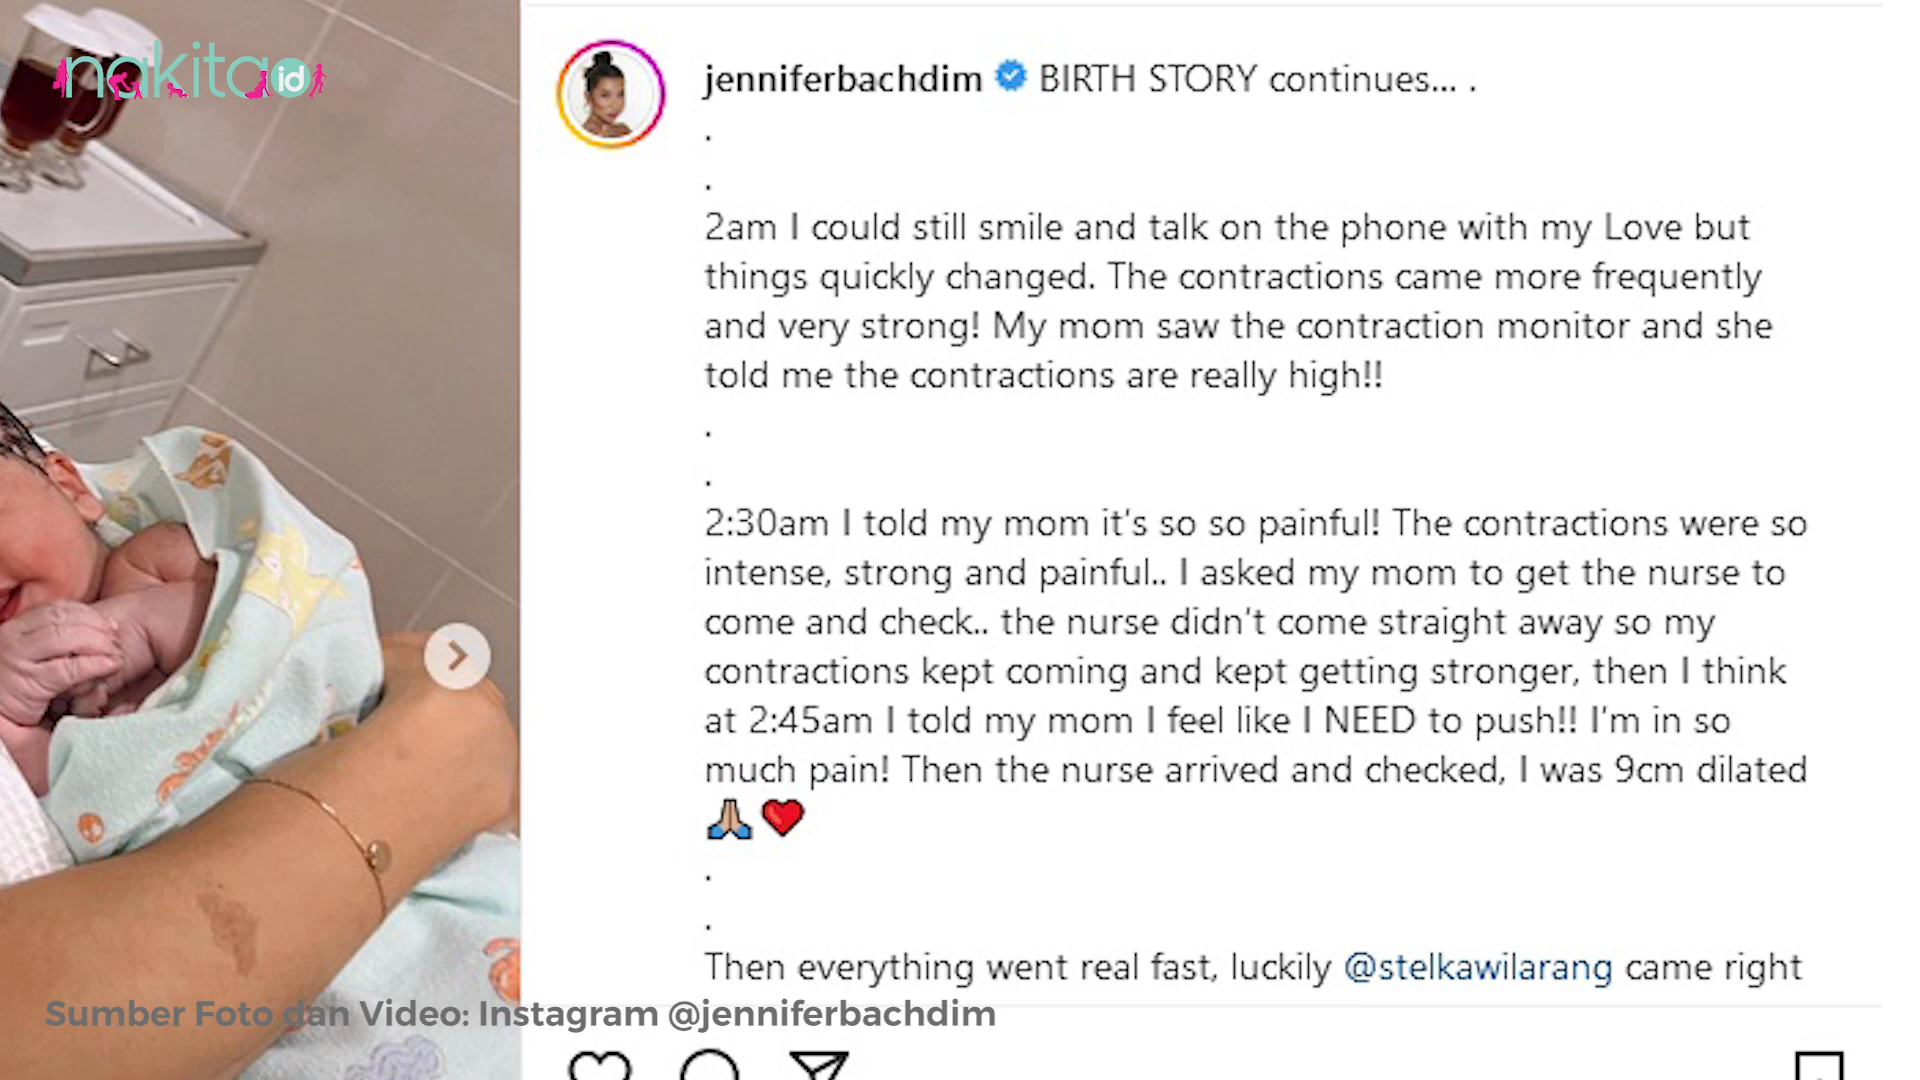 nakita id
jenniferbachdim BIRTH STORY continues... .
.
.
2am I could still smile and talk on the phone with my Love but
things quickly changed. The contractions came more frequently
and very strong! My mom saw the contraction monitor and she
told me the contractions are really high!!
.
.
2:30am I told my mom it's so so painful! The contractions were so
intense, strong and painful.. I asked my mom to get the nurse to
come and check.. the nurse didn't come straight away so my
contractions kept coming and kept getting stronger, then I think
at 2:45am I told my mom I feel like I NEED to push!! I'm in so
much pain! Then the nurse arrived and checked, I was 9cm dilated
🙏🏼❤️
.
.
Then everything went real fast, luckily @stelkawilarang came right
Sumber Foto dan Video: Instagram @jenniferbachdim